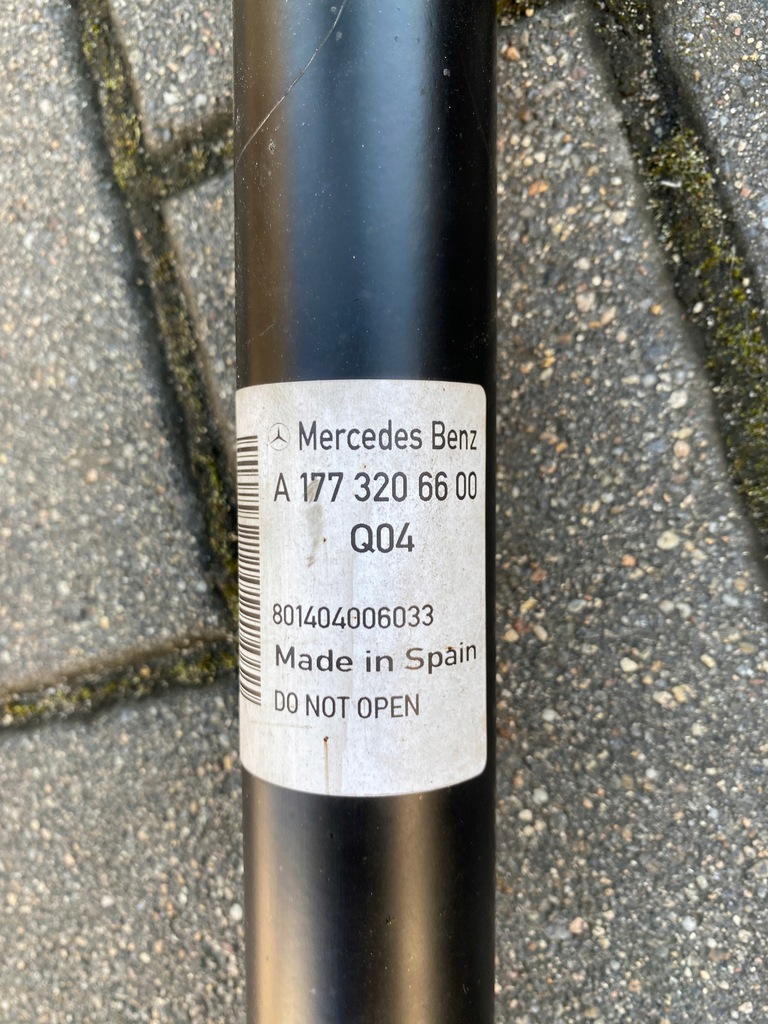 Mercedes Benz
A 177 320 66 00
Q04
801404006033
Made in Spain
DO NOT OPEN